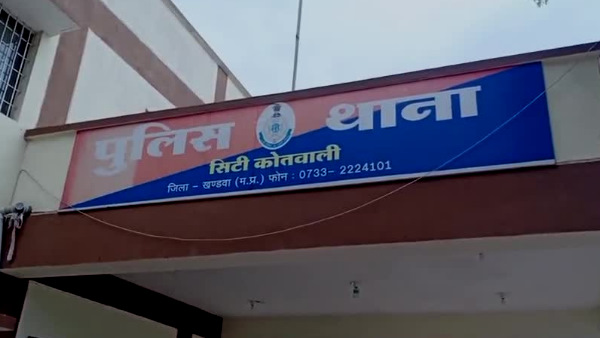 पुलिस थाना
सिटी कोतवाली
जिला - खण्डवा (म.प्र.) फोन : 0733- 2224101